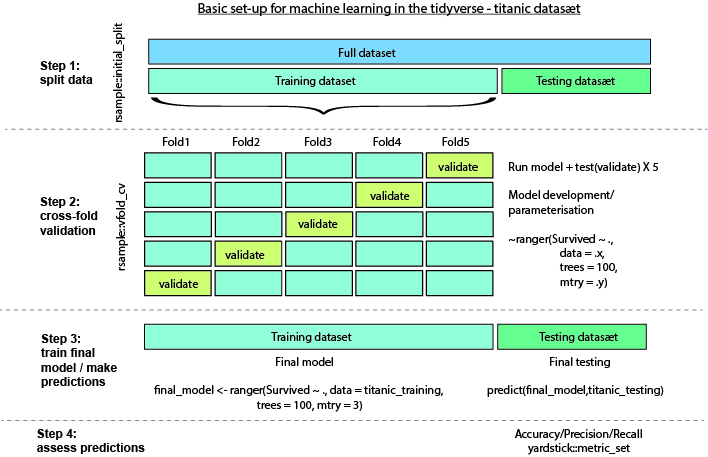 Basic set-up for machine learning in the tidyverse - titanic datasæt
Step 1:
split data
rsample::initial_split
Full dataset
Training dataset
Testing datasæt
Step 2:
cross-fold
validation
rsample::vfold_cv
Fold1
Fold2
Fold3
Fold4
Fold5
validate
validate
validate
validate
validate
Run model + test(validate) X 5
Model development/
parameterisation
~ranger(Survived ~ .,
data = .x,
trees = 100,
mtry = .y)
Step 3:
train final
model / make
predictions
Training dataset
Testing datasæt
Final model
Final testing
final_model <- ranger(Survived ~ ., data = titanic_training,
trees = 100, mtry = 3)
predict(final_model,titanic_testing)
Step 4:
assess predictions
Accuracy/Precision/Recall
yardstick::metric_set